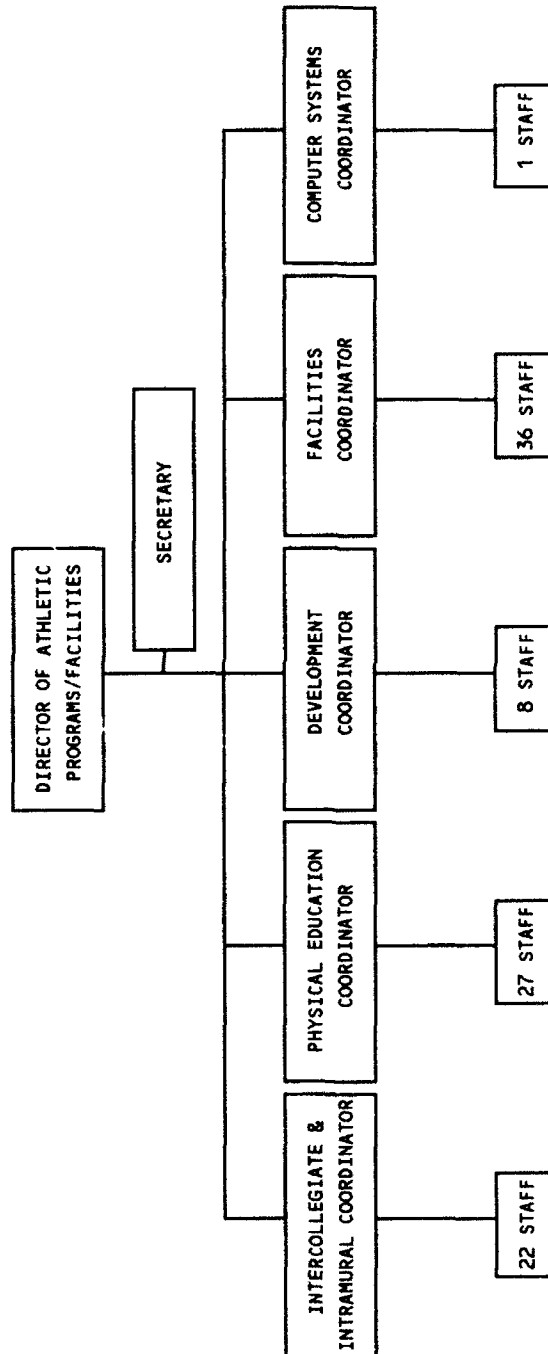 DIRECTOR OF ATHLETIC
PROGRAMS/FACILITIES
SECRETARY
INTERCOLLEGIATE &
INTRAMURAL COORDINATOR
PHYSICAL EDUCATION
COORDINATOR
DEVELOPMENT
COORDINATOR
FACILITIES
COORDINATOR
COMPUTER SYSTEMS
COORDINATOR
22 STAFF
27 STAFF
8 STAFF
36 STAFF
1 STAFF